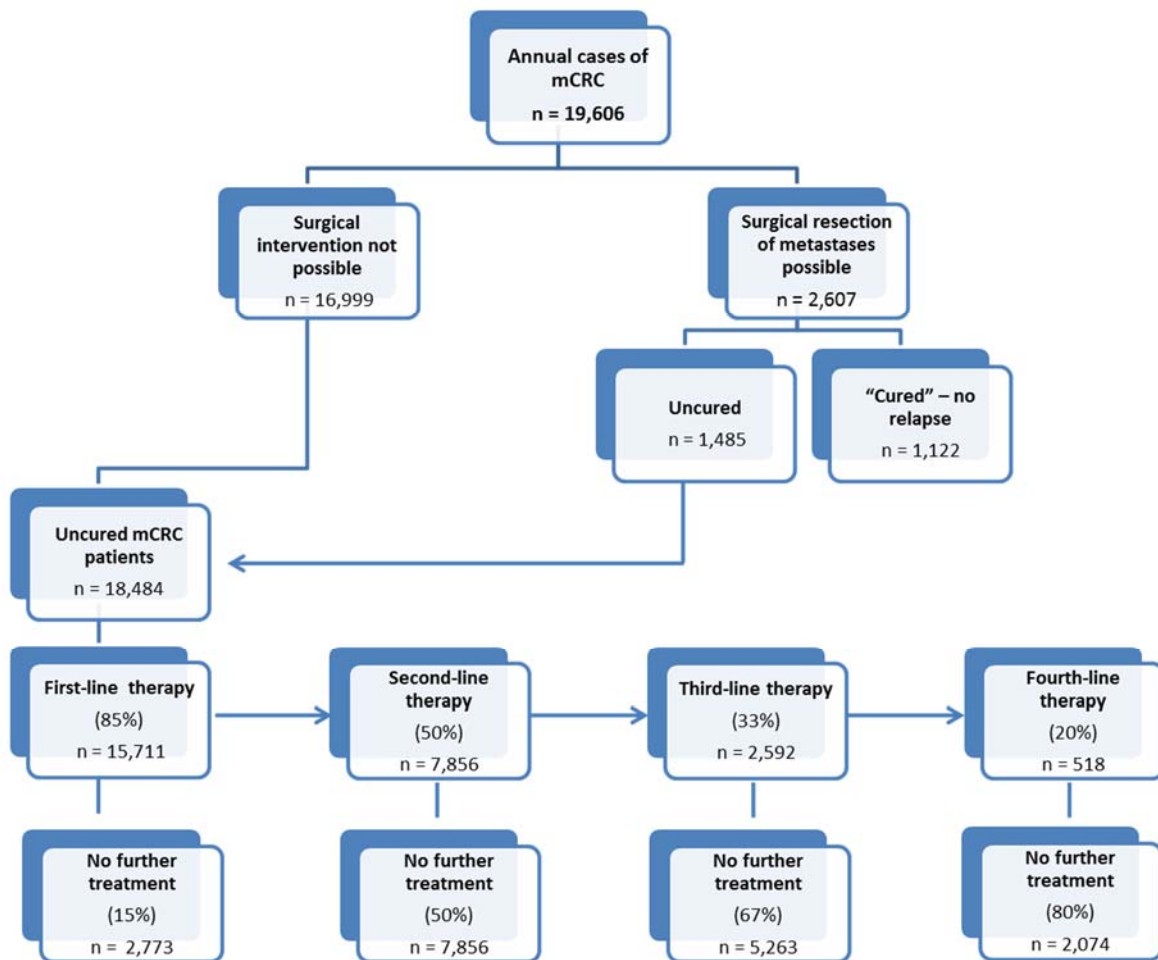 Annual cases of
mCRC
n = 19,606
Surgical
intervention not
possible
n = 16,999
Surgical resection
of metastases
possible
n = 2,607
Uncured
n = 1,485
“Cured” – no
relapse
n = 1,122
Uncured mCRC
patients
n = 18,484
First-line therapy
(85%)
n = 15,711
Second-line
therapy
(50%)
n = 7,856
Third-line therapy
(33%)
n = 2,592
Fourth-line
therapy
(20%)
n = 518
No further
treatment
(15%)
n = 2,773
No further
treatment
(50%)
n = 7,856
No further
treatment
(67%)
n = 5,263
No further
treatment
(80%)
n = 2,074